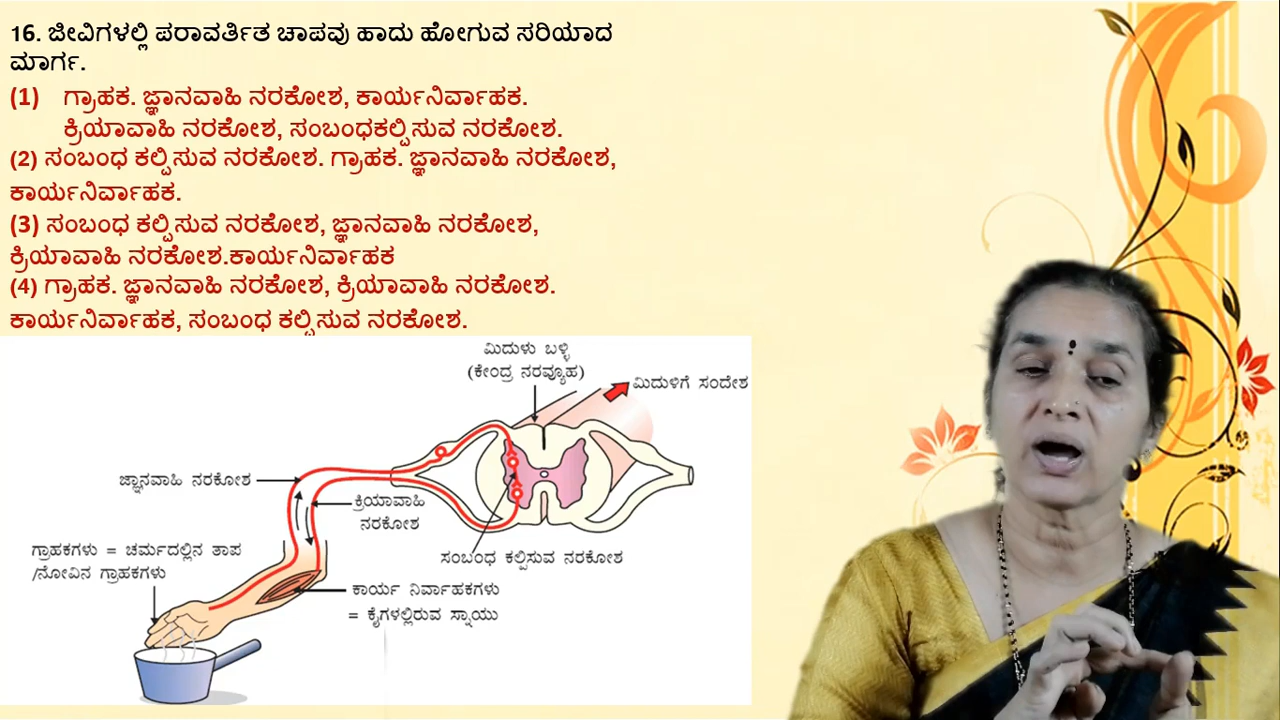 16. ಜೀವಿಗಳಲ್ಲಿ ಪರಾವರ್ತಿತ ಚಾಪವು ಹಾದು ಹೋಗುವ ಸರಿಯಾದ
ಮಾರ್ಗ.
(1) ಗ್ರಾಹಕ. ಜ್ಞಾನವಾಹಿ ನರಕೋಶ, ಕಾರ್ಯನಿರ್ವಾಹಕ.
ಕ್ರಿಯಾವಾಹಿ ನರಕೋಶ, ಸಂಬಂಧಕಲ್ಪಿಸುವ ನರಕೋಶ.
(2) ಸಂಬಂಧ ಕಲ್ಪಿಸುವ ನರಕೋಶ. ಗ್ರಾಹಕ. ಜ್ಞಾನವಾಹಿ ನರಕೋಶ,
ಕಾರ್ಯನಿರ್ವಾಹಕ.
(3) ಸಂಬಂಧ ಕಲ್ಪಿಸುವ ನರಕೋಶ, ಜ್ಞಾನವಾಹಿ ನರಕೋಶ,
ಕ್ರಿಯಾವಾಹಿ ನರಕೋಶ.ಕಾರ್ಯನಿರ್ವಾಹಕ
(4) ಗ್ರಾಹಕ. ಜ್ಞಾನವಾಹಿ ನರಕೋಶ, ಕ್ರಿಯಾವಾಹಿ ನರಕೋಶ.
ಕಾರ್ಯನಿರ್ವಾಹಕ, ಸಂಬಂಧ ಕಲ್ಪಿಸುವ ನರಕೋಶ.
ಮಿದುಳು ಬಳ್ಳಿ
(ಕೇಂದ್ರ ನರವ್ಯೂಹ)
ಮಿದುಳಿಗೆ ಸಂದೇಶ
ಜ್ಞಾನವಾಹಿ ನರಕೋಶ
ಕ್ರಿಯಾವಾಹಿ
ನರಕೋಶ
ಸಂಬಂಧ ಕಲ್ಪಿಸುವ ನರಕೋಶ
ಗ್ರಾಹಕಗಳು = ಚರ್ಮದಲ್ಲಿನ ತಾಪ
/ನೋವಿನ ಗ್ರಾಹಕಗಳು
ಕಾರ್ಯ ನಿರ್ವಾಹಕಗಳು
= ಕೈಗಳಲ್ಲಿರುವ ಸ್ನಾಯು